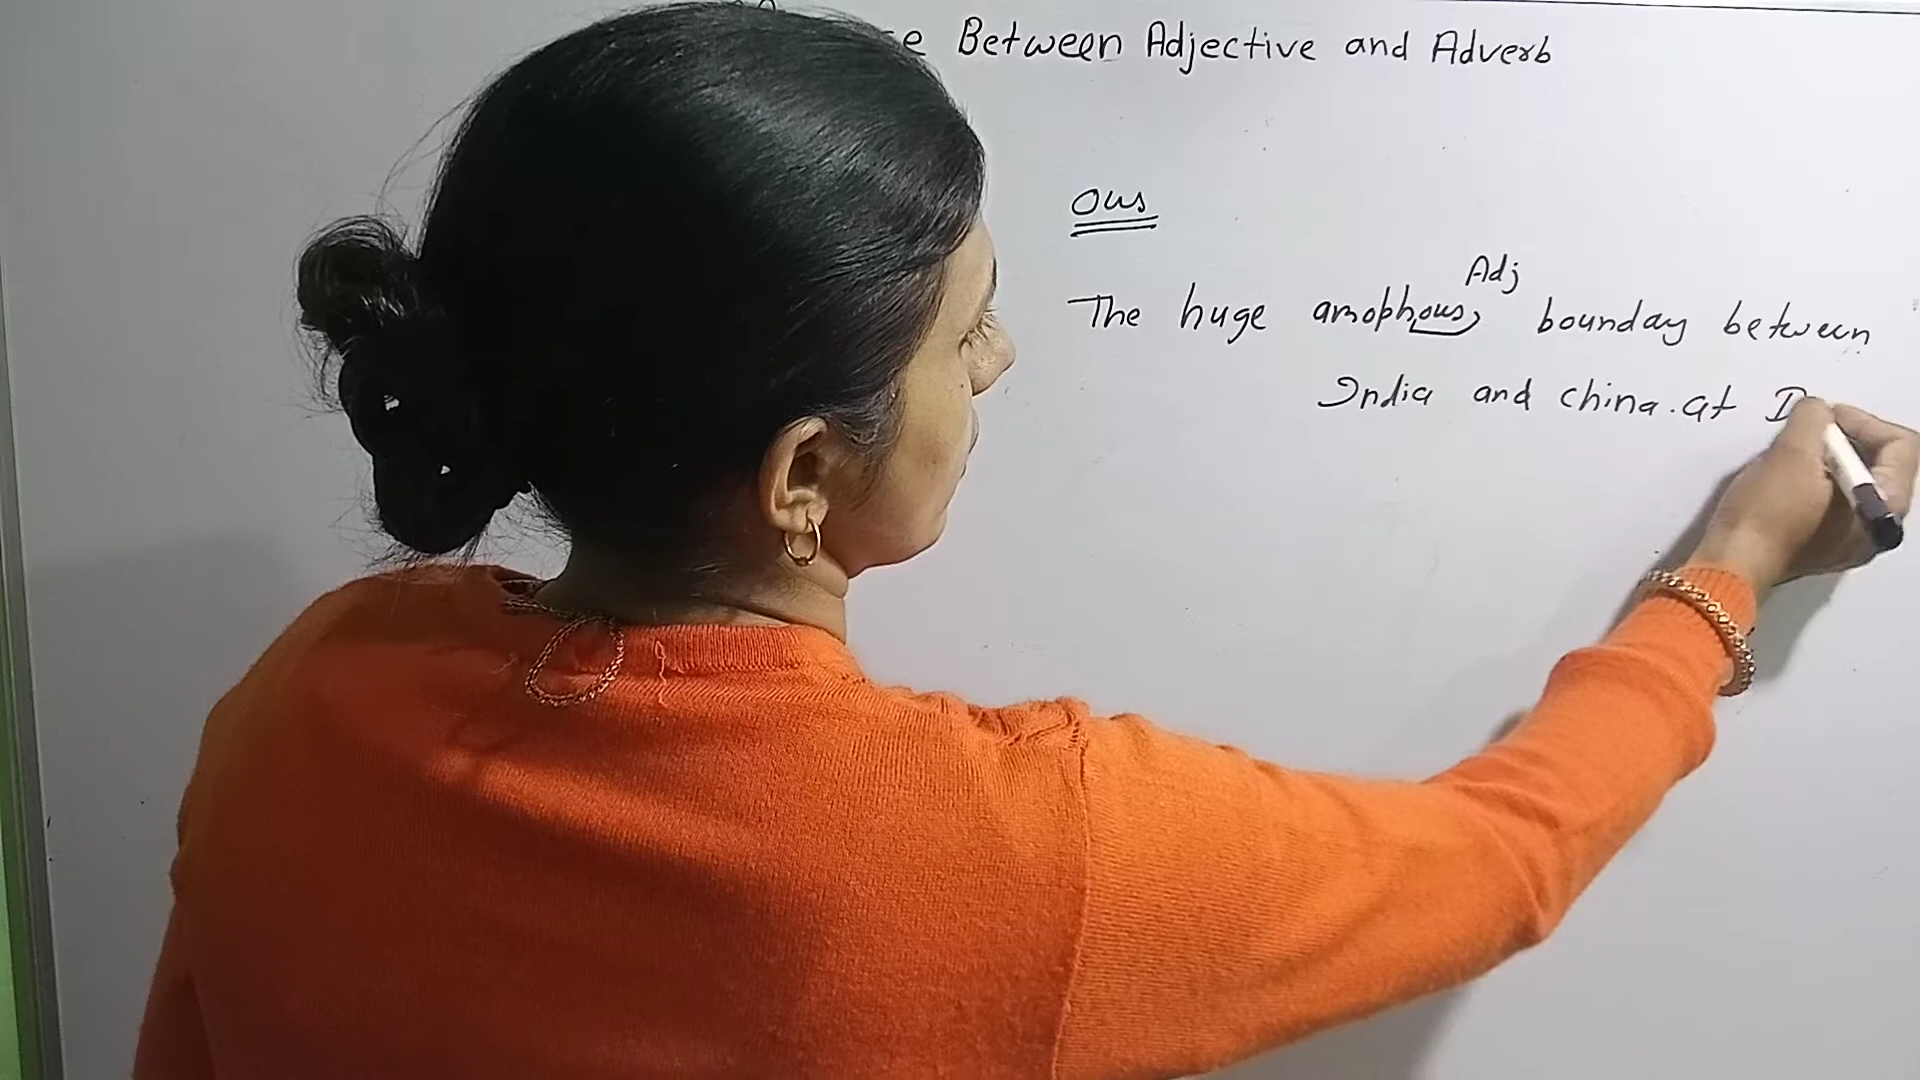 Between Adjective and Adverb
ous
Adj
The huge amophous, bounday between
India and china. at